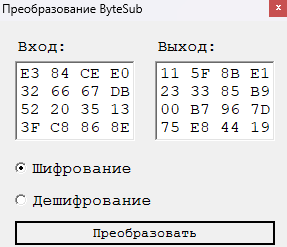 Преобразование ByteSub
x
Вход: Выход:
E3 84 CE E0 11 5F 8B E1
32 66 67 DB 23 33 85 B9
52 20 35 13 00 B7 96 7D
3F C8 86 8E 75 E8 44 19
Шифрование
Дешифрование
Преобразовать